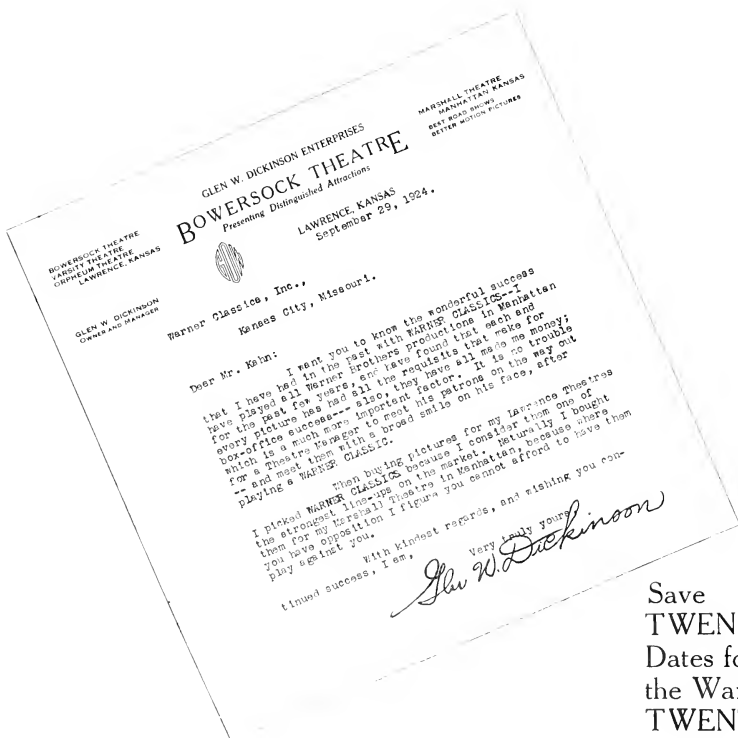 GLEN W. DICKINSON ENTERPRISES
BOWERSOCK THEATRE
Presenting Distinguished Attractions
BOWERSOCK THEATRE
VARSITY THEATRE
ORPHEUM THEATRE
LAWRENCE, KANSAS
GLEN W. DICKINSON
OWNER AND MANAGER
MARSHALL THEATRE
MANHATTAN KANSAS
BEST ROAD SHOWS
BETTER MOTION PICTURES
LAWRENCE, KANSAS
September 29, 1924.
Warner Classics, Inc.,
Kansas City, Missouri.
Dear Mr. Kahn:
I want you to know the wonderful success
that I have had in the past with WARNER CLASSICS--I
have played all Warner Brothers productions in Manhattan
for the past few years, and have found that each and
every picture has had all the requisits that make for
box-office success--- also, they have all made me money;
which is a much more important factor. It is no trouble
for a Theatre Manager to meet his patrons on the way out
-- and meet them with a broad smile on his face, after
playing a WARNER CLASSIC.
When buying pictures for my Lawrence Theatres
I picked WARNER CLASSICS because I consider them one of
the strongest line-ups on the market. Naturally I bought
them for my Marshall Theatre in Manhattan, because where
you have opposition I figure you cannot afford to have them
play against you.
With kindest regards, and wishing you con-
tinued success, I am,
Very truly yours
Glen W. Dickinson
Save
TWEN
Dates fo
the Wa
TWEN